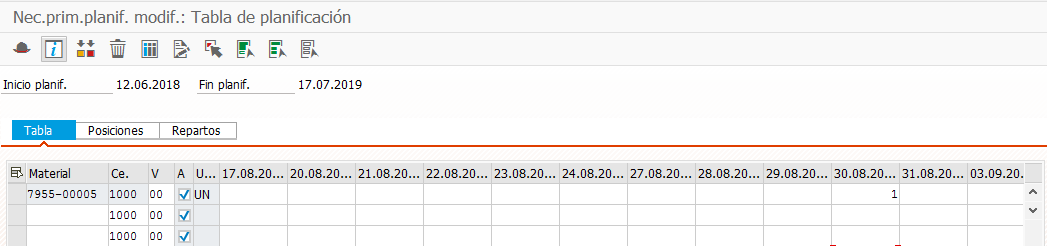 Nec.prim.planif. modif.: Tabla de planificación
Inicio planif. 12.06.2018 Fin planif. 17.07.2019
Tabla Posiciones Repartos
Material Ce. V A U... 17.08.20... 20.08.20... 21.08.20... 22.08.20... 23.08.20... 24.08.20... 27.08.20... 28.08.20... 29.08.20... 30.08.20... 31.08.20... 03.09.20...
7955-00005 1000 00 UN 1
1000 00
1000 00